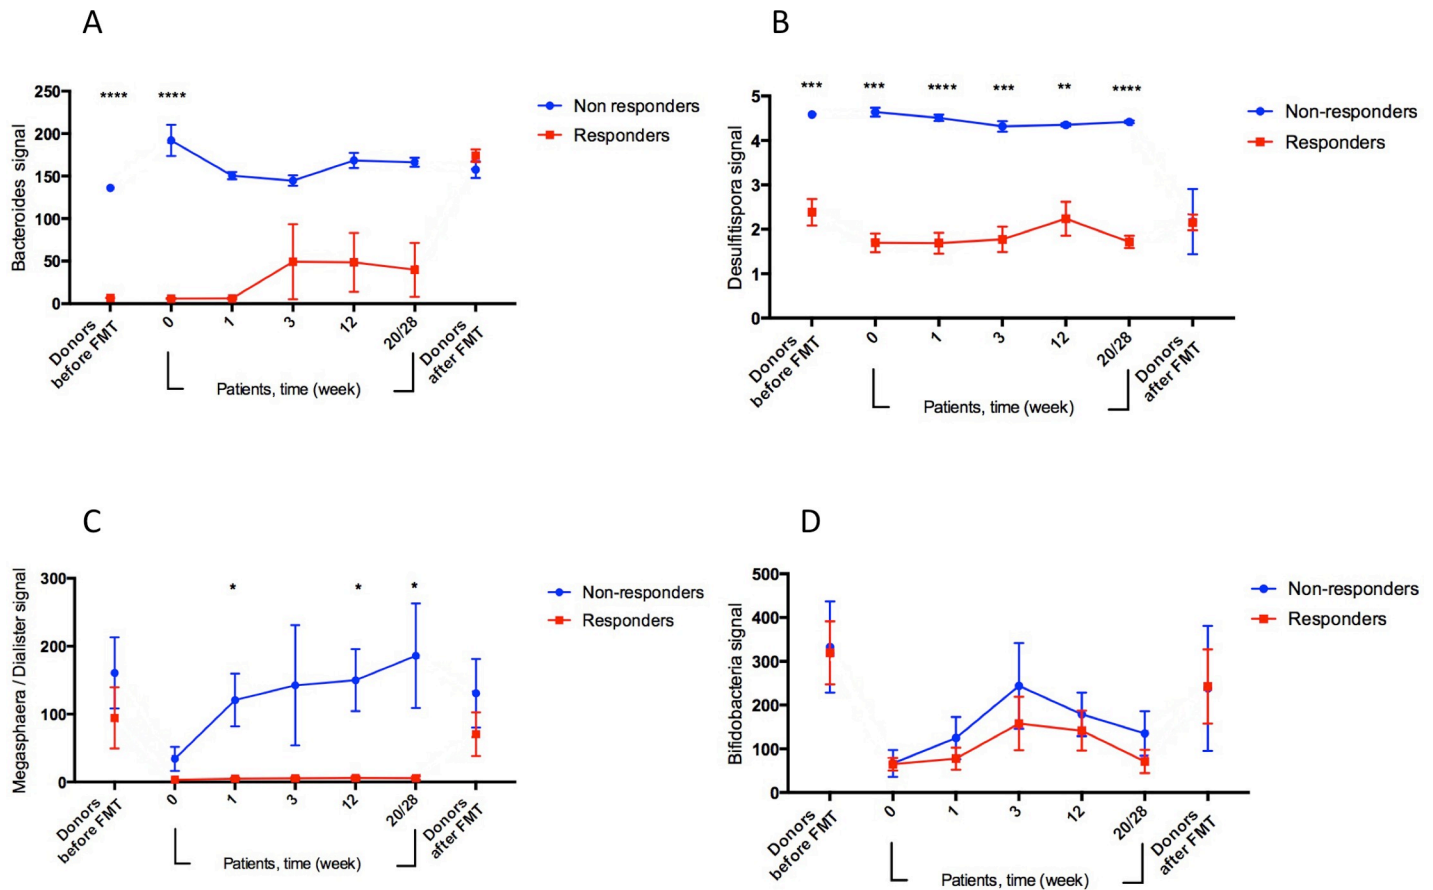 A
****
****
Bacteroides signal
250
200
150
100
50
0
Non responders
Responders
Donors
before FMT
0
1
3
12
20/28
Donors
after FMT
Patients, time (week)
B
***
***
****
***
**
****
Desulfitispora signal
5
4
3
2
1
0
Non-responders
Responders
Donors
before FMT
0
1
3
12
20/28
Donors
after FMT
Patients, time (week)
C
*
*
*
Megasphaera / Dialister signal
300
200
100
0
Non-responders
Responders
Donors
before FMT
0
1
3
12
20/28
Donors
after FMT
Patients, time (week)
D
Bifidobacteria signal
500
400
300
200
100
0
Non-responders
Responders
Donors
before FMT
0
1
3
12
20/28
Donors
after FMT
Patients, time (week)